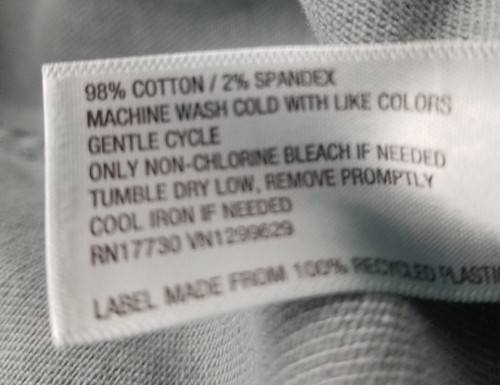 98% COTTON / 2% SPANDEX
MACHINE WASH COLD WITH LIKE COLORS
GENTLE CYCLE
ONLY NON-CHLORINE BLEACH IF NEEDED
TUMBLE DRY LOW, REMOVE PROMPTLY
COOL IRON IF NEEDED
RN17730 VN1299629
LABEL MADE FROM 100% RECYCLED PLASTI